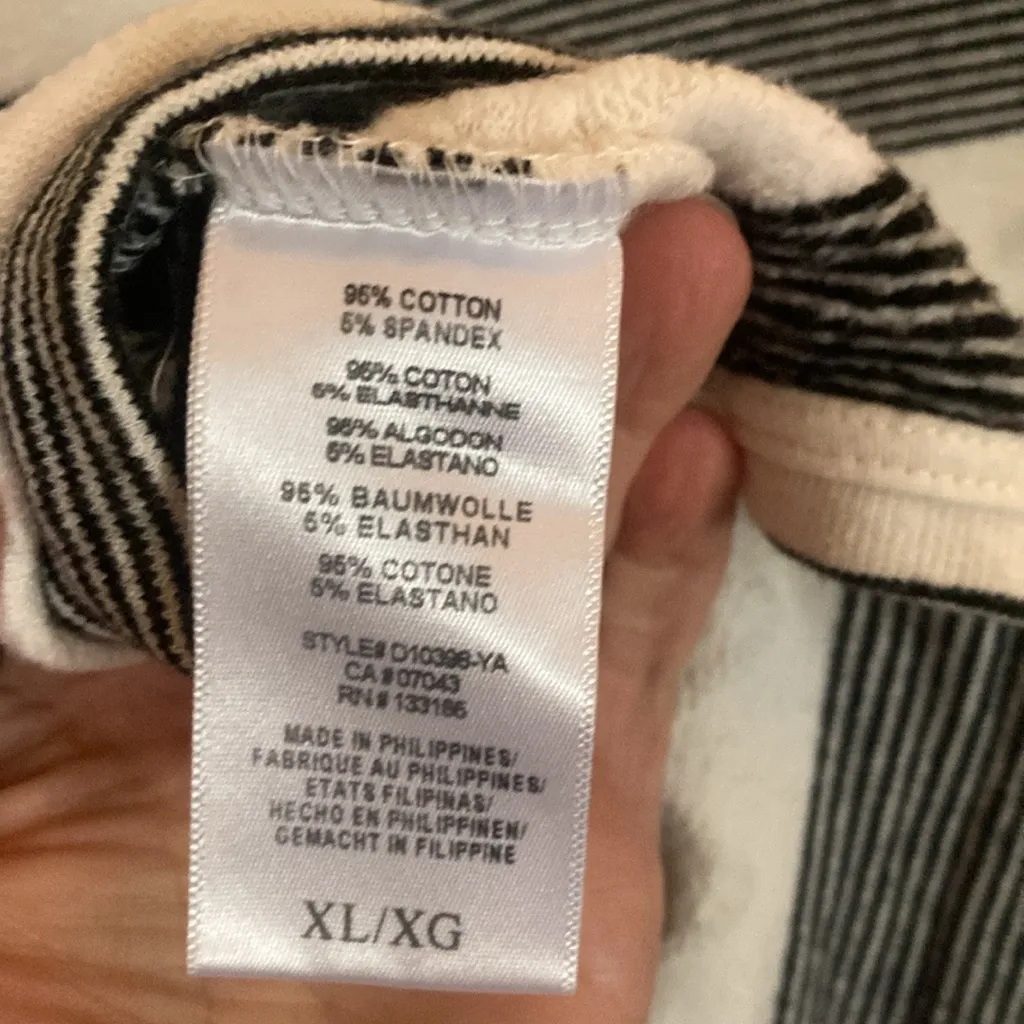 95% COTTON
5% SPANDEX
95% COTON
5% ELASTHANNE
95% ALGODON
5% ELASTANO
95% BAUMWOLLE
5% ELASTHAN
95% COTONE
5% ELASTANO
STYLE# D10396-YA
CA # 07043
RN # 133186
MADE IN PHILIPPINES/
FABRIQUE AU PHILIPPINES/
ETATS FILIPINAS/
HECHO EN PHILIPPINEN/
GEMACHT IN FILIPPINE
XL/XG